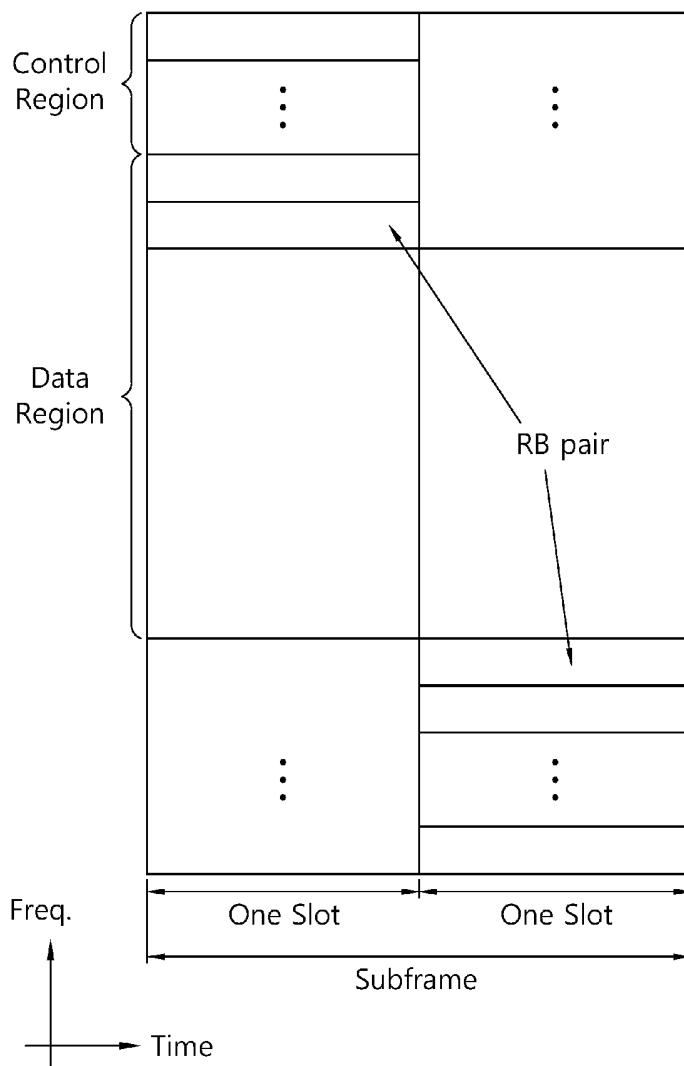 Control
Region
Data
Region
RB pair
One Slot
One Slot
Subframe
Freq.
Time